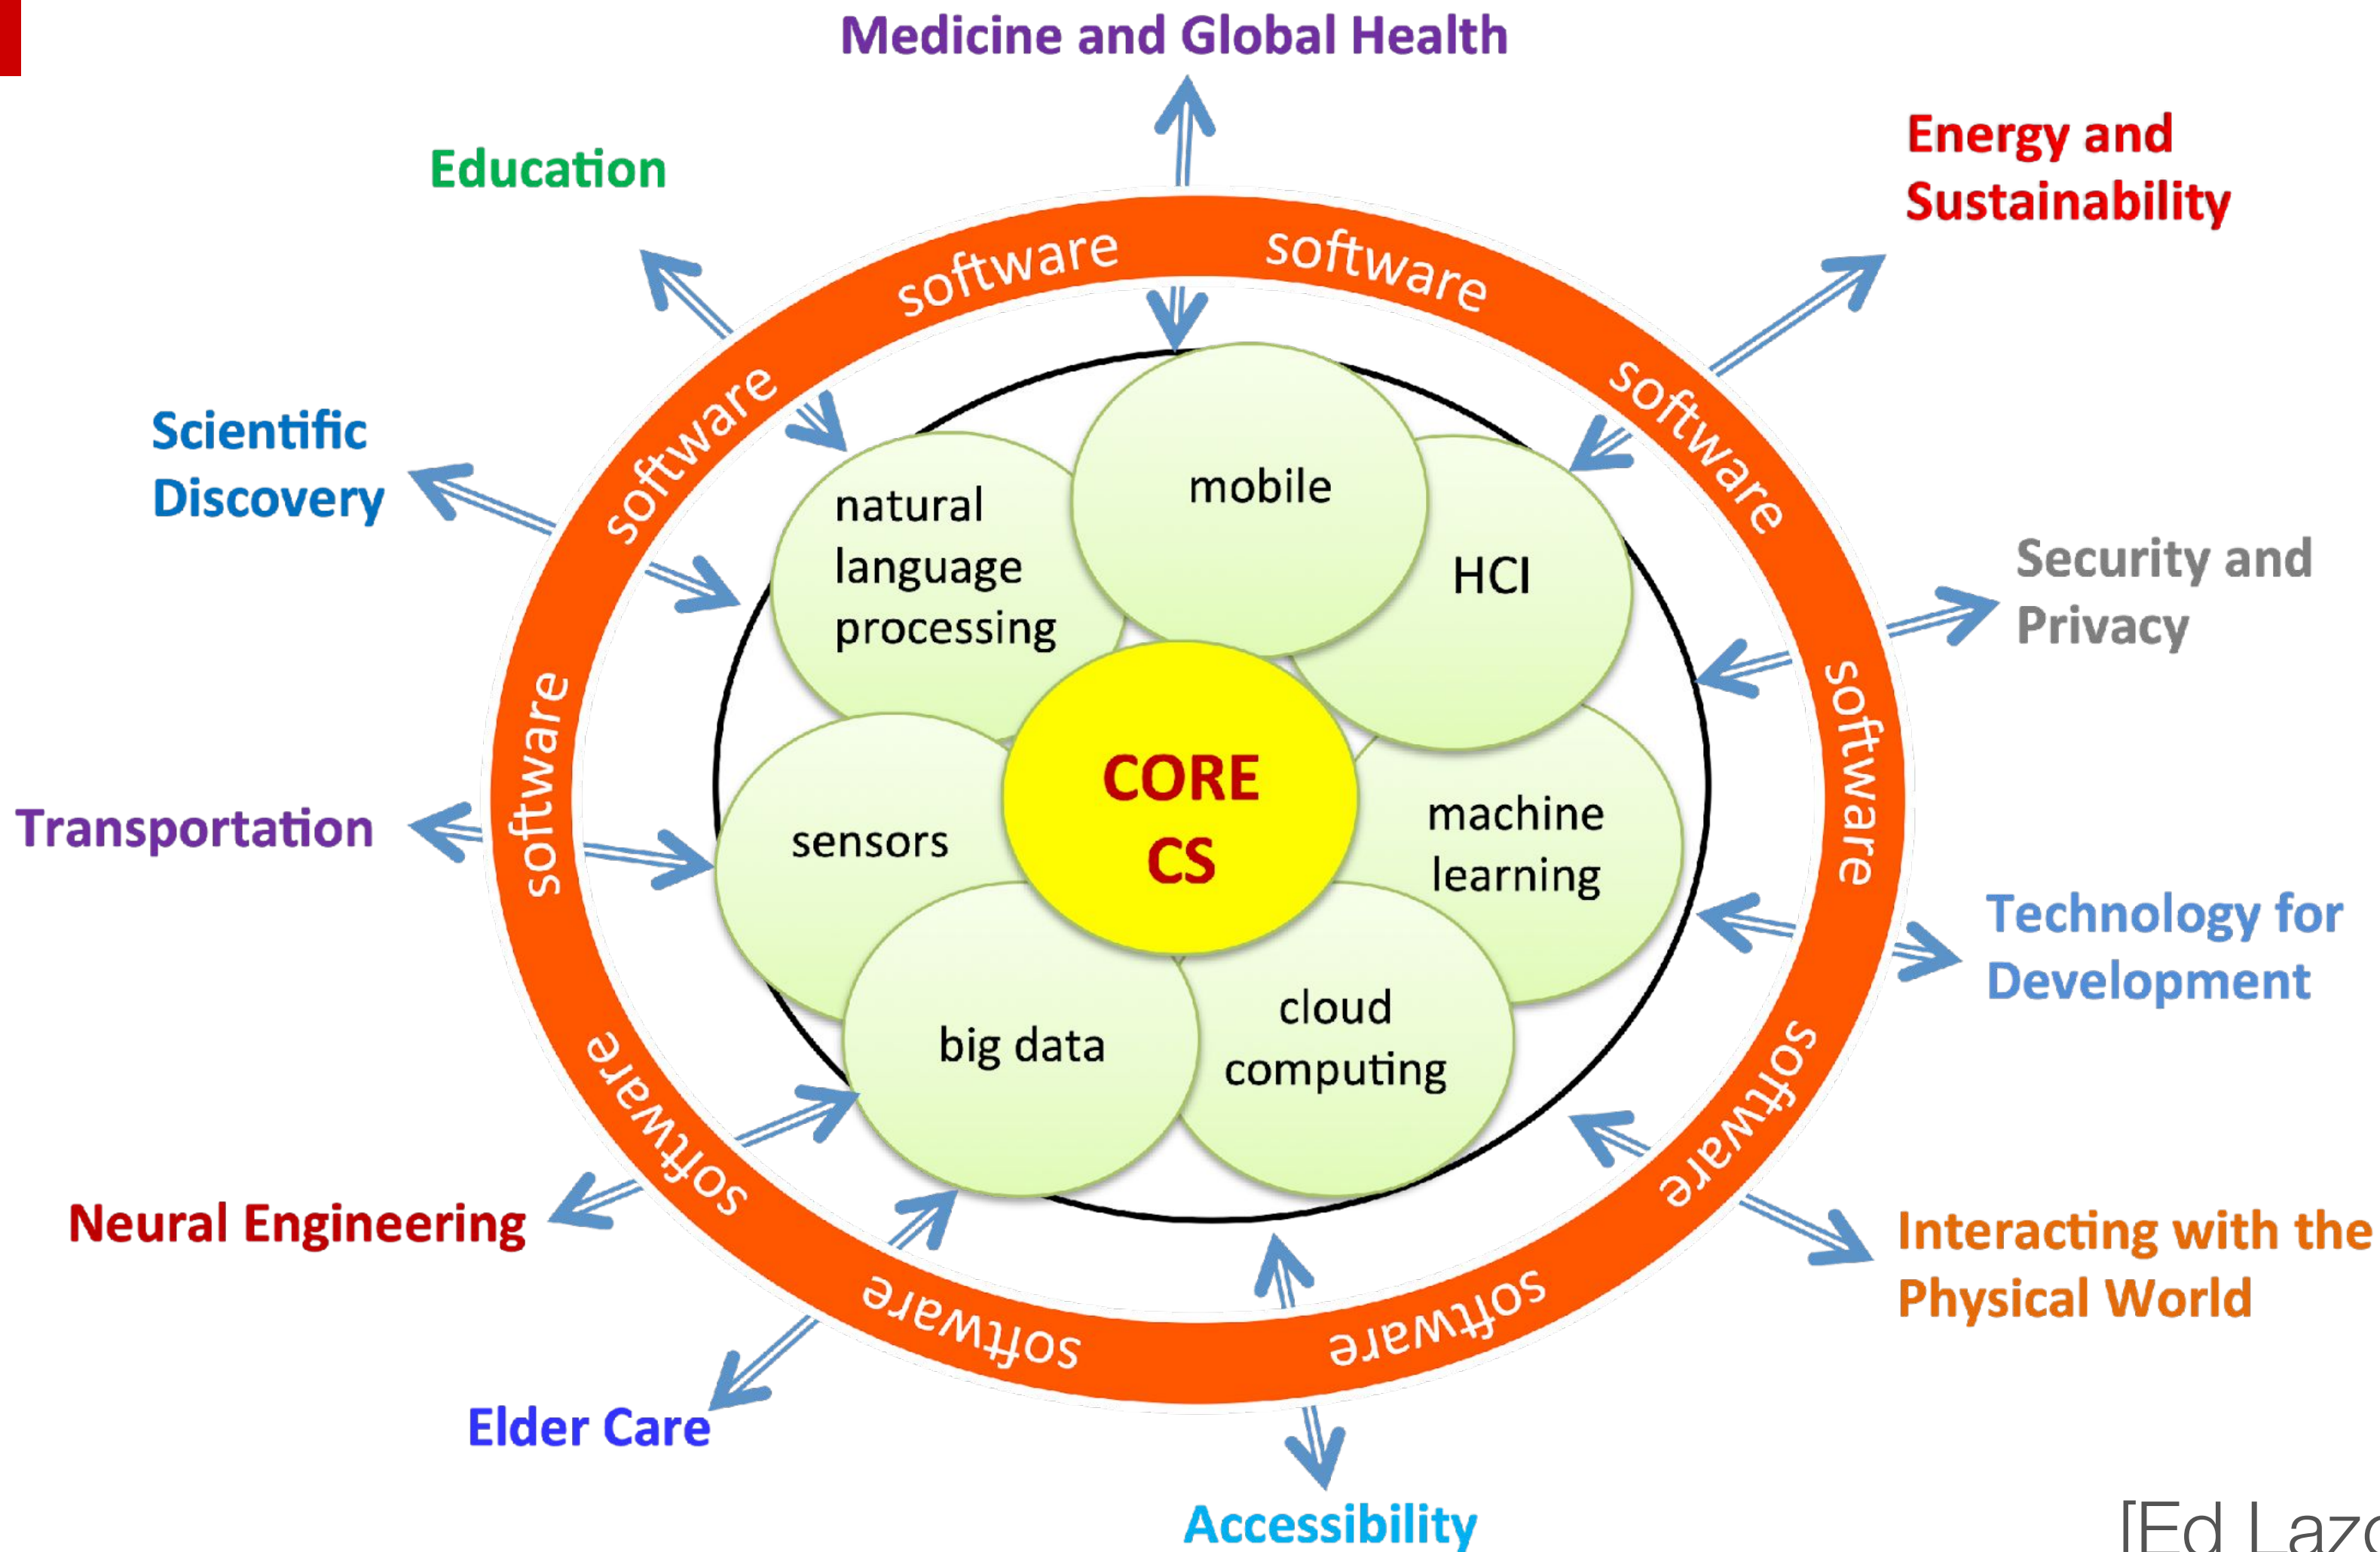 Medicine and Global Health
Education
Energy and
Sustainability
software
software
software
software
Scientific
Discovery
natural
language
processing
mobile
HCI
Security and
Privacy
software
software
CORE
CS
sensors
machine
learning
Transportation
Technology for
Development
big data
cloud
computing
software
software
Neural Engineering
Interacting with the
Physical World
software
software
Elder Care
Accessibility
[Ed